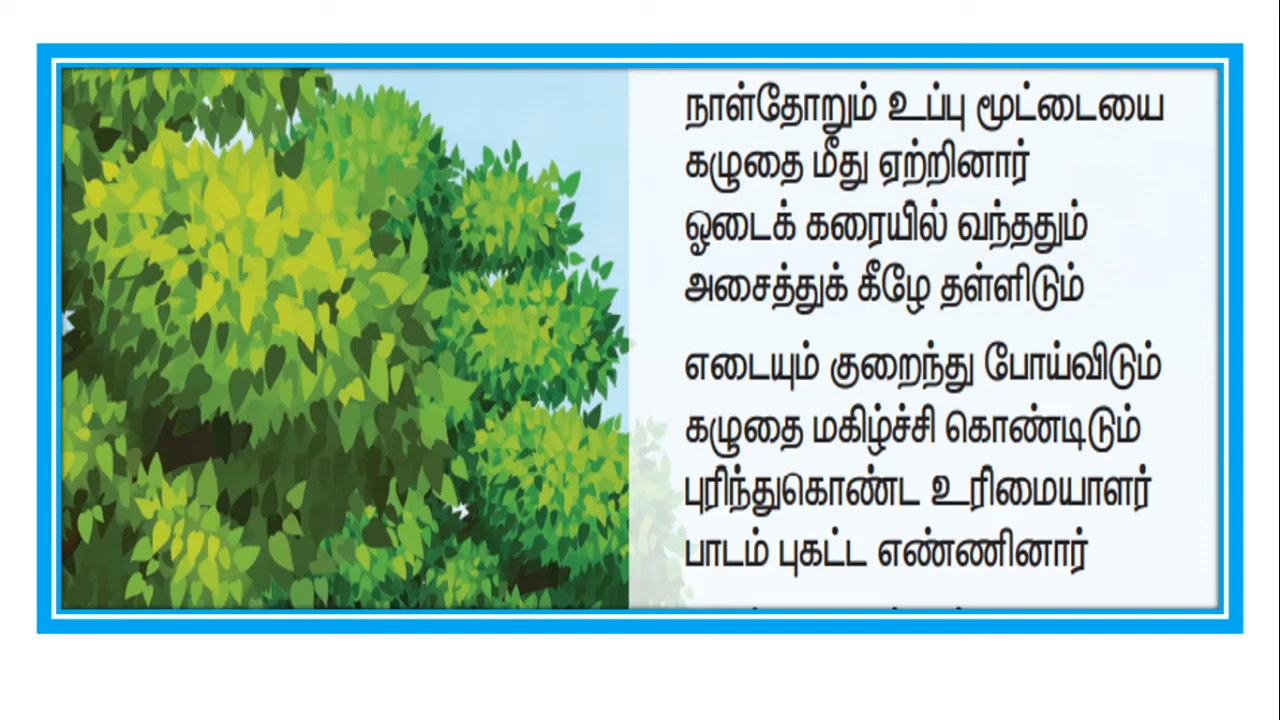 நாள்தோறும் உப்பு மூட்டையை
கழுதை மீது ஏற்றினார்
ஓடைக் கரையில் வந்ததும்
அசைத்துக் கீழே தள்ளிடும்
எடையும் குறைந்து போய்விடும்
கழுதை மகிழ்ச்சி கொண்டிடும்
புரிந்துகொண்ட உரிமையாளர்
பாடம் புகட்ட எண்ணினார்